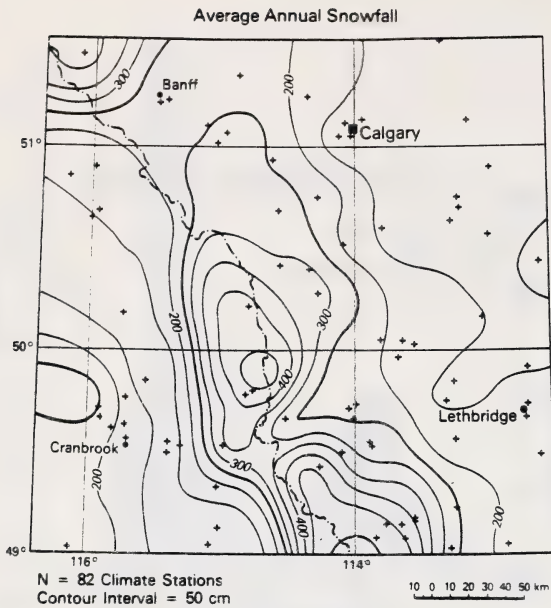 Average Annual Snowfall
300
Banff
200
51°
Calgary
200
300
50°
400
Lethbridge
Cranbrook
300
200
200
400
49°
116°
114°
N = 82 Climate Stations
Contour Interval = 50 cm
10 0 10 20 30 40 50 km